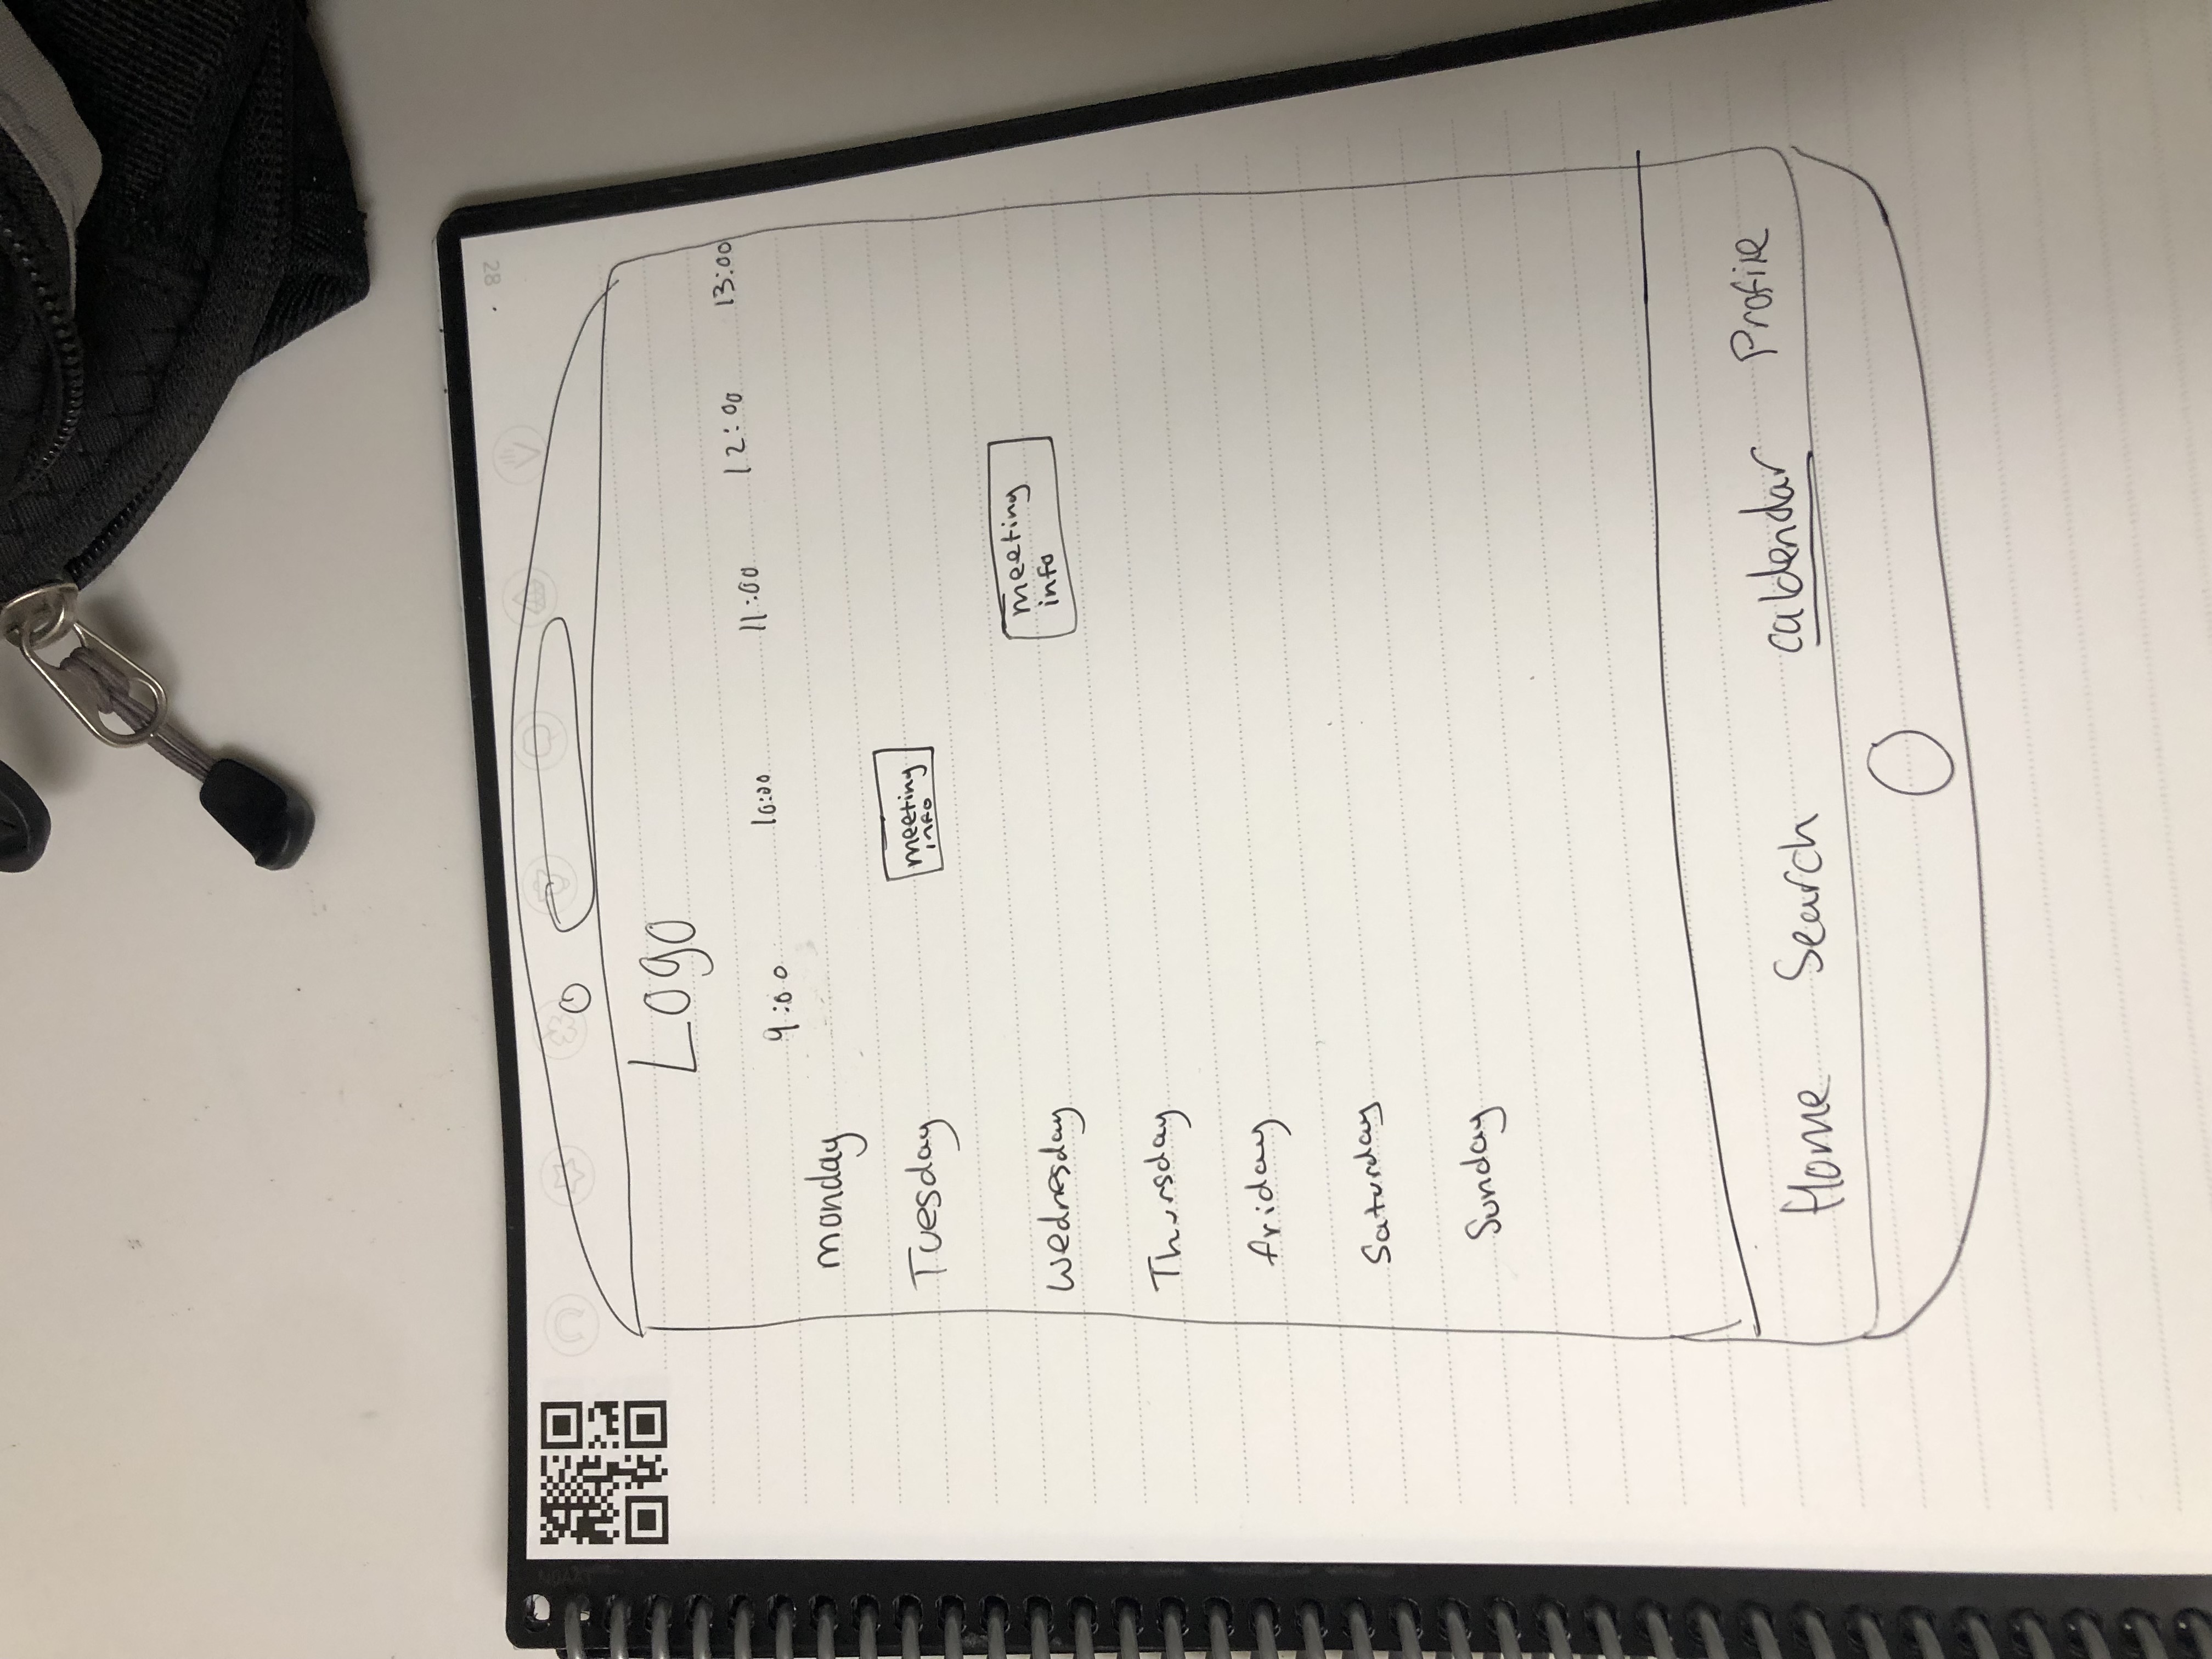 28
Logo
9:00 10:00 11:00 12:00 13:00
monday
Tuesday
meeting
info
wednesday
meeting
info
Thursday
friday
Saturday
Sunday
Home Search caldendar Profile